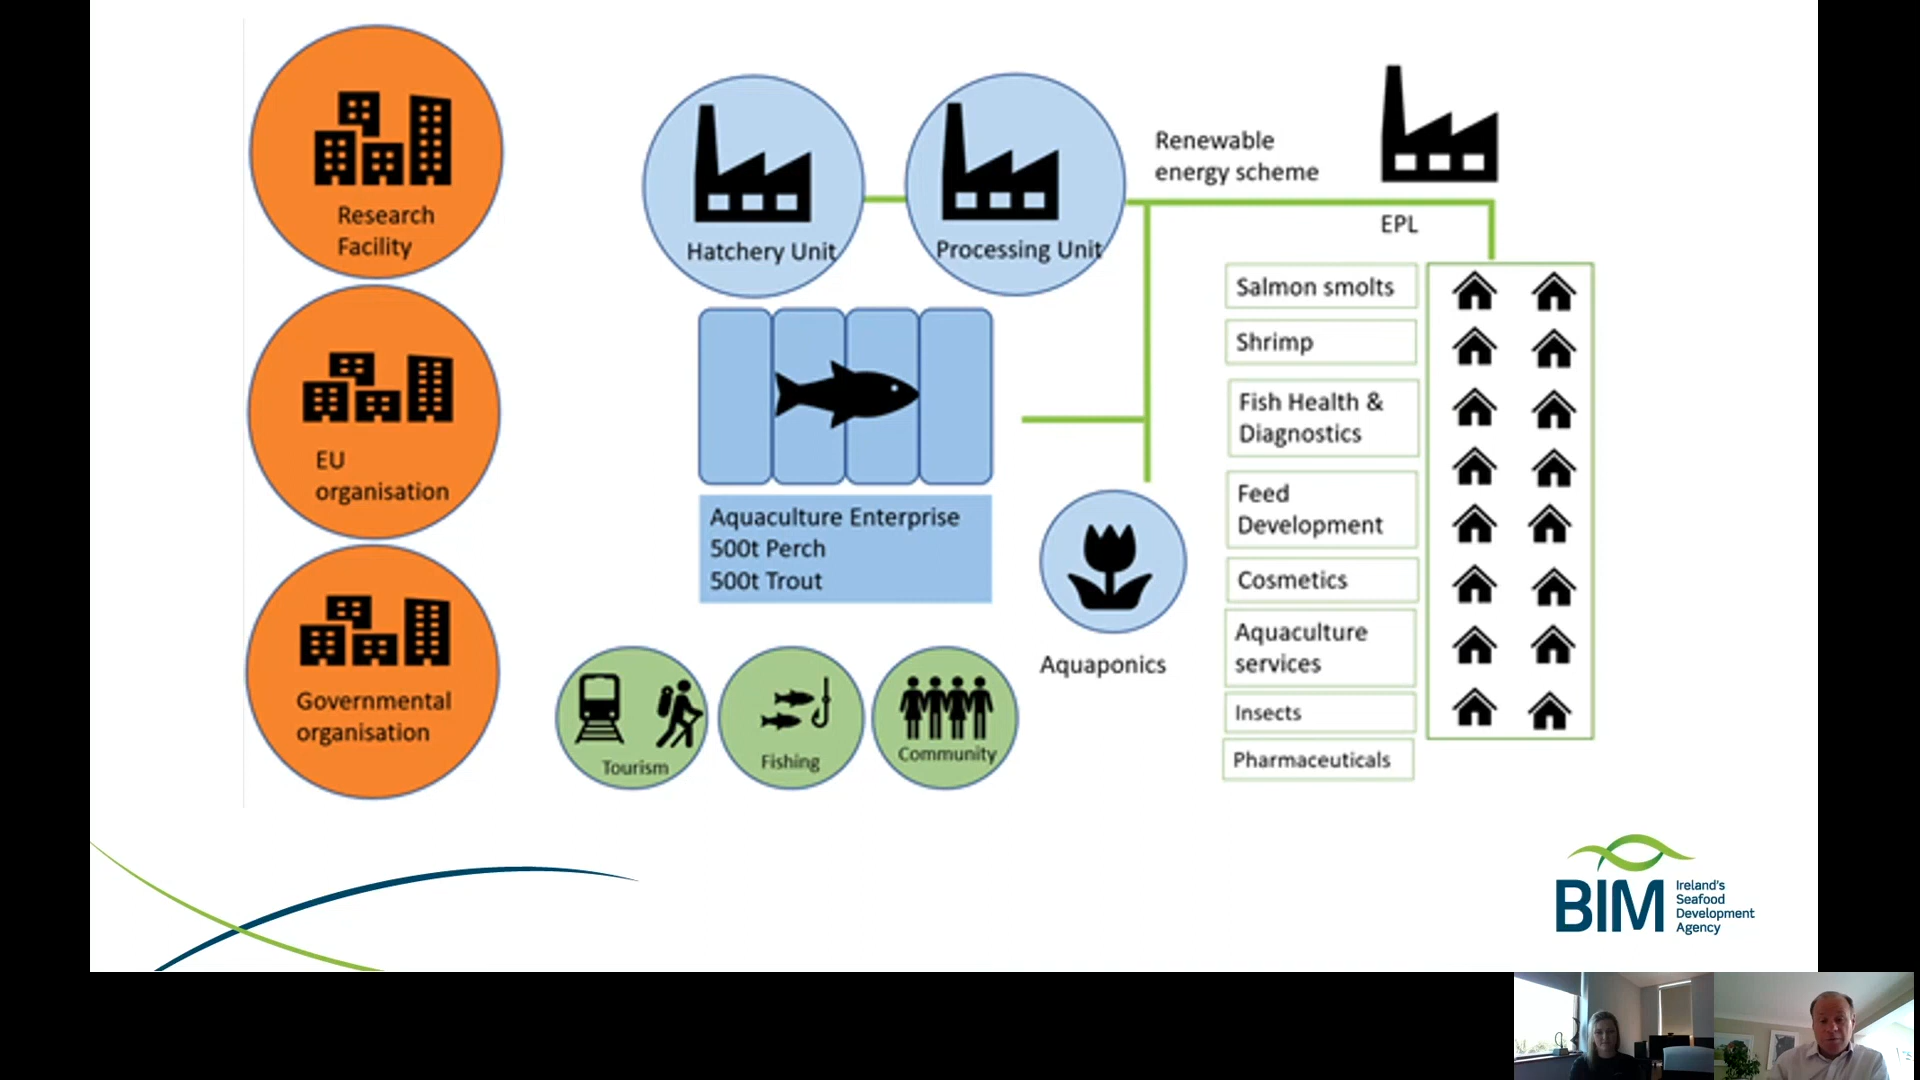 Research
Facility
EU
organisation
Governmental
organisation
Hatchery Unit
Processing Unit
Renewable
energy scheme
EPL
Aquaculture Enterprise
500t Perch
500t Trout
Tourism
Fishing
Community
Aquaponics
Salmon smolts
Shrimp
Fish Health &
Diagnostics
Feed
Development
Cosmetics
Aquaculture
services
Insects
Pharmaceuticals
BIM
Ireland's
Seafood
Development
Agency